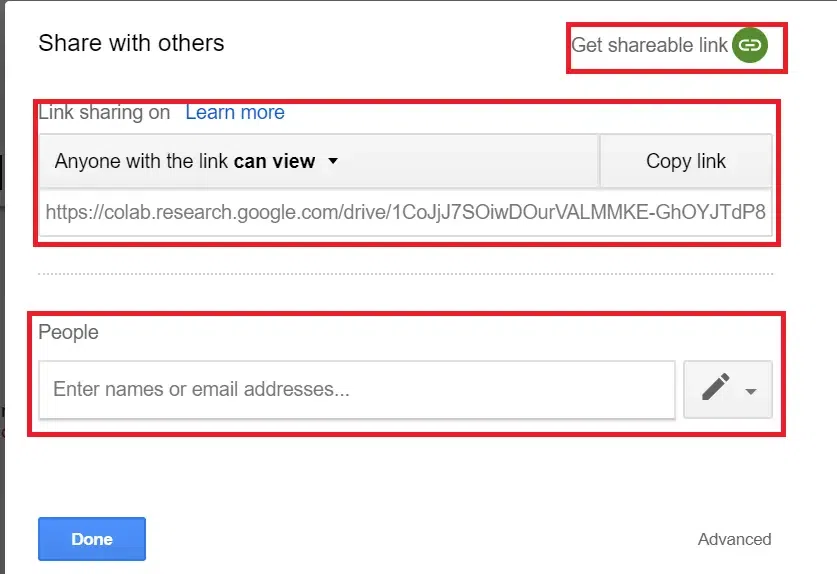 Share with others
Get shareable link
Link sharing on Learn more
Anyone with the link can view
Copy link
https://colab.research.google.com/drive/1CoJjJ7SOiwDOurVALMMKE-GhOYJTdP8
People
Enter names or email addresses...
Done
Advanced